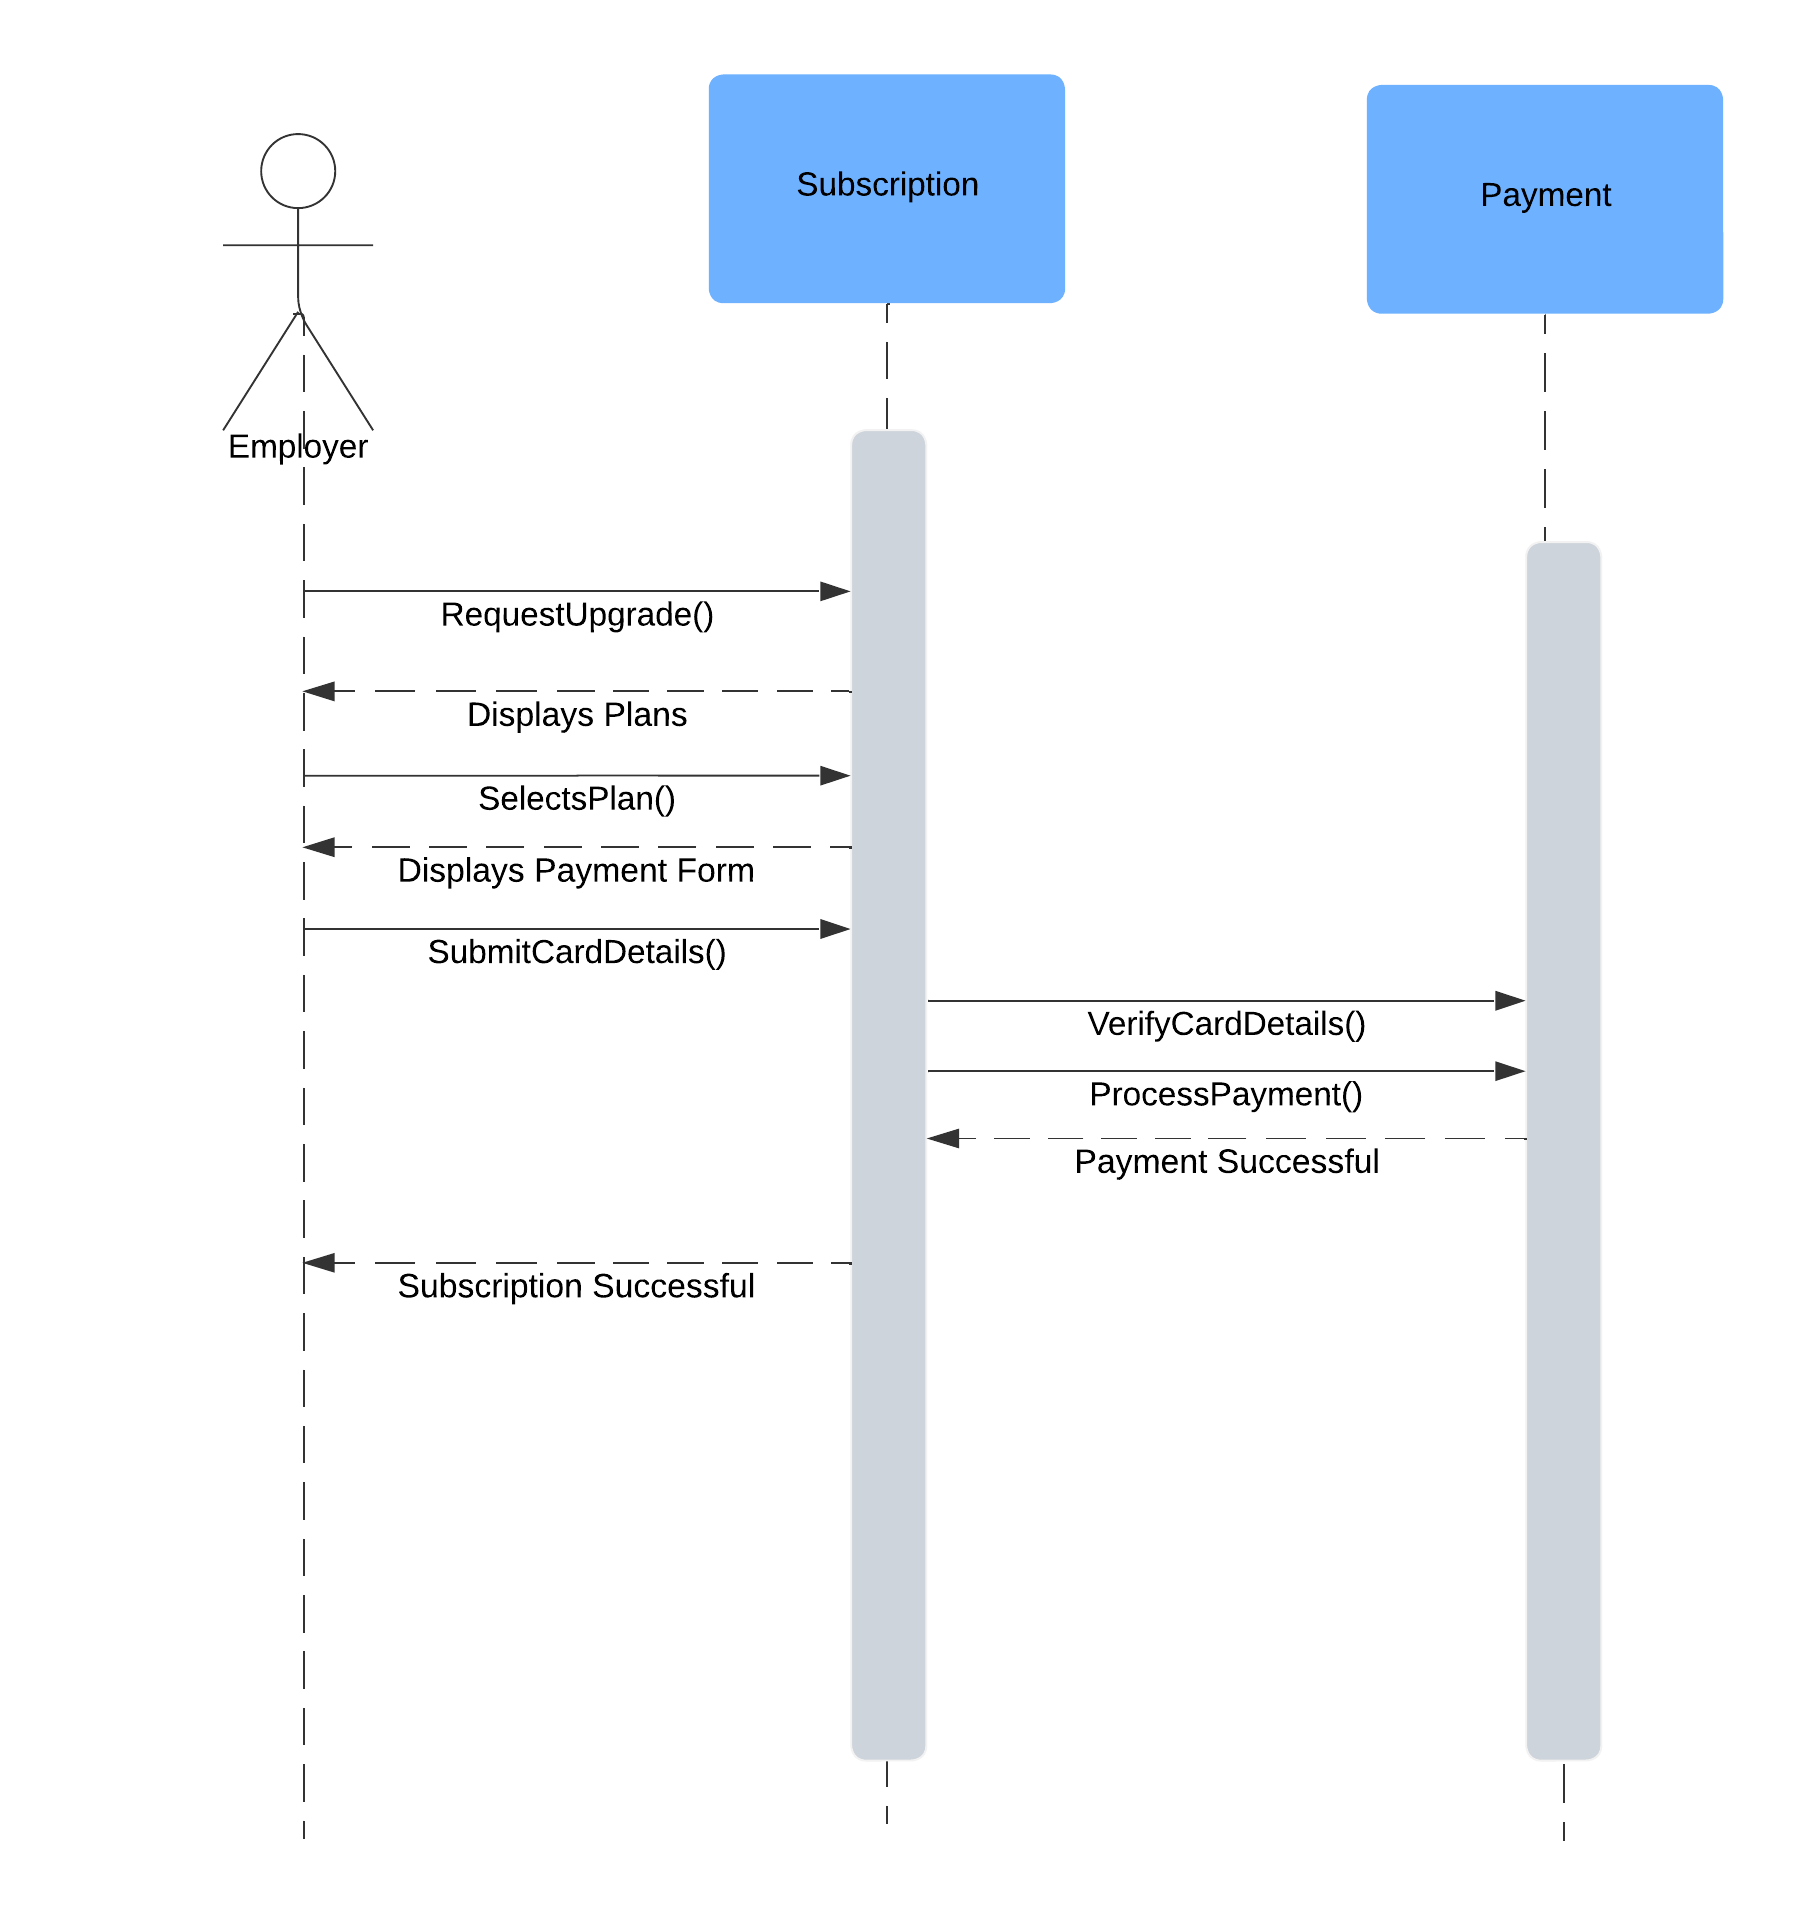 Subscription
Payment
Employer
RequestUpgrade()
Displays Plans
SelectsPlan()
Displays Payment Form
SubmitCardDetails()
VerifyCardDetails()
ProcessPayment()
Payment Successful
Subscription Successful